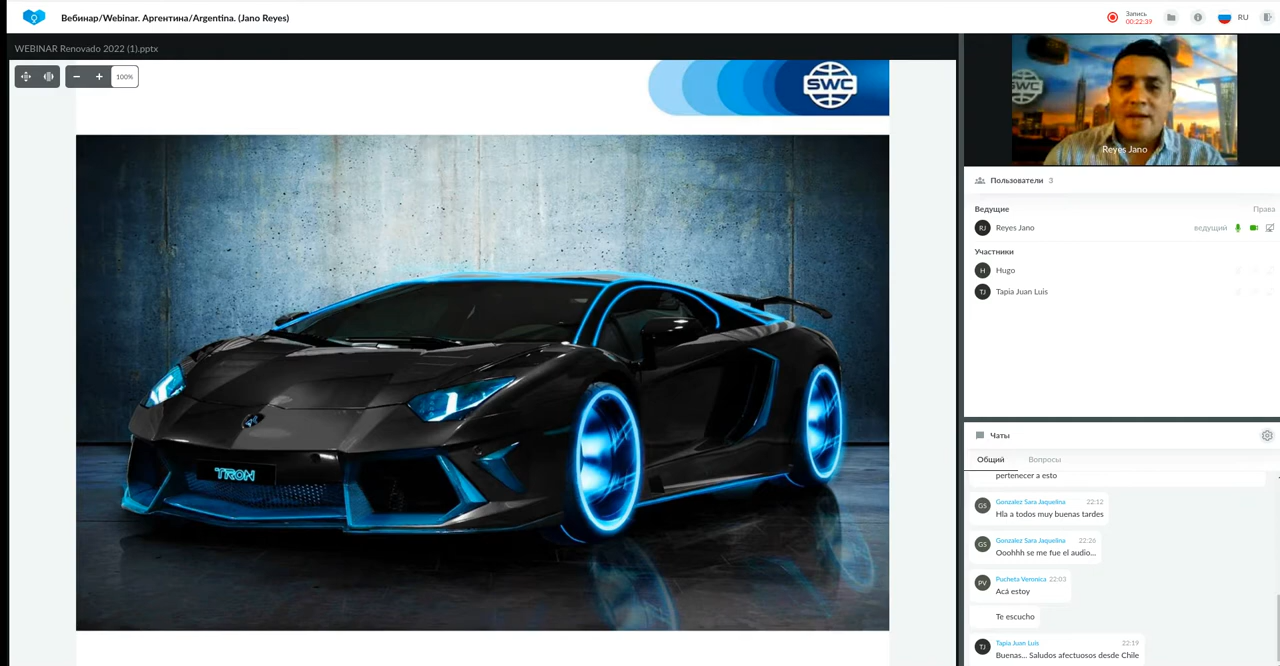 Вебинар/Webinar. Аргентина/Argentina. (Jano Reyes)
Запись
00:22:39
RU
WEBINAR Renovado 2022 (1).pptx
100%
SWC
TRON
SWC
Reyes Jano
Пользователи 3
Ведущие Права
RJ Reyes Jano ведущий
Участники
H Hugo
TJ Tapia Juan Luis
Чаты
Общий Вопросы
pertenecer a esto
GS Gonzalez Sara Jaquelina 22:12
Hla a todos muy buenas tardes
GS Gonzalez Sara Jaquelina 22:26
Ooohhh se me fue el audio...
PV Pucheta Veronica 22:03
Acá estoy
Te escucho
TJ Tapia Juan Luis 22:19
Buenas... Saludos afectuosos desde Chile